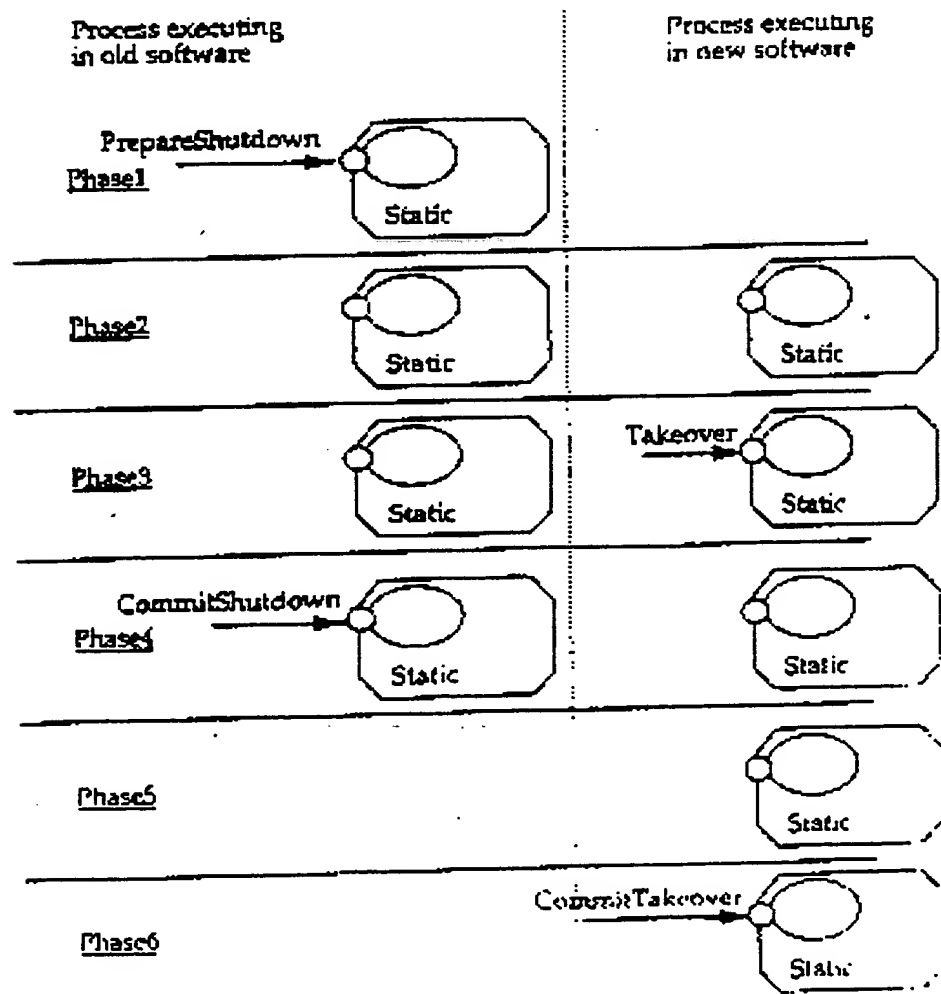 Process executing
in old software
Process executing
in new software
PrepareShutdown
Phase1
Static
Phase2
Static
Static
Takeover
Phase3
Static
Static
CommitShutdown
Phase4
Static
Static
Phase5
Static
CommitTakeover
Phase6
Static